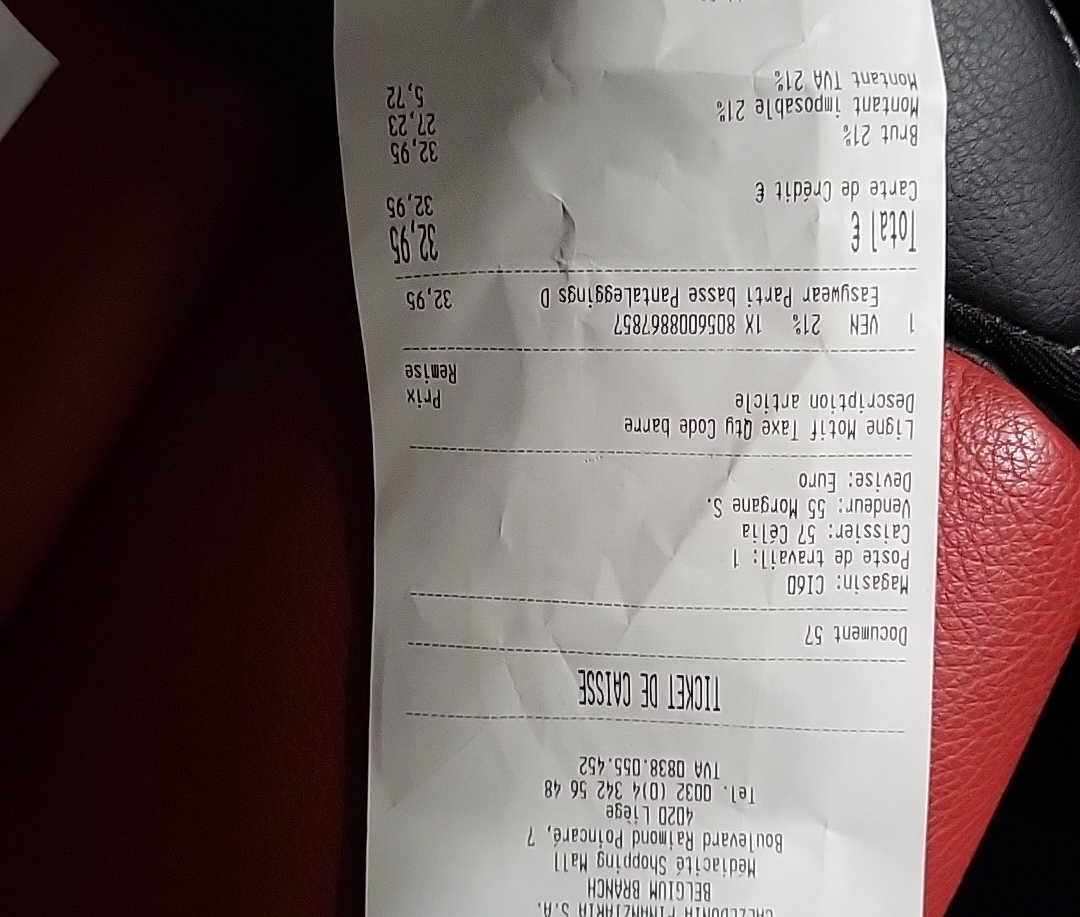 CALZEDONIA FINANZIARIA S.A.
BELGIUM BRANCH
Médiacité Shopping Mall
Boulevard Raimond Poincaré, 7
4020 Liège
Tel. 0032 (0)4 342 56 48
TVA 0838.055.452
TICKET DE CAISSE
Document 57
Magasin: CI60
Poste de travail: 1
Caissier: 57 Célia
Vendeur: 55 Morgane S.
Devise: Euro
Ligne Motif Taxe Qty Code barre
Description article Prix
Remise
1 VEN 21% 1X 8056008867857
Easywear Parti basse PantaLeggings D 32,95
Total € 32,95
Carte de Crédit € 32,95
Brut 21% 32,95
Montant imposable 21% 27,23
Montant TVA 21% 5,72